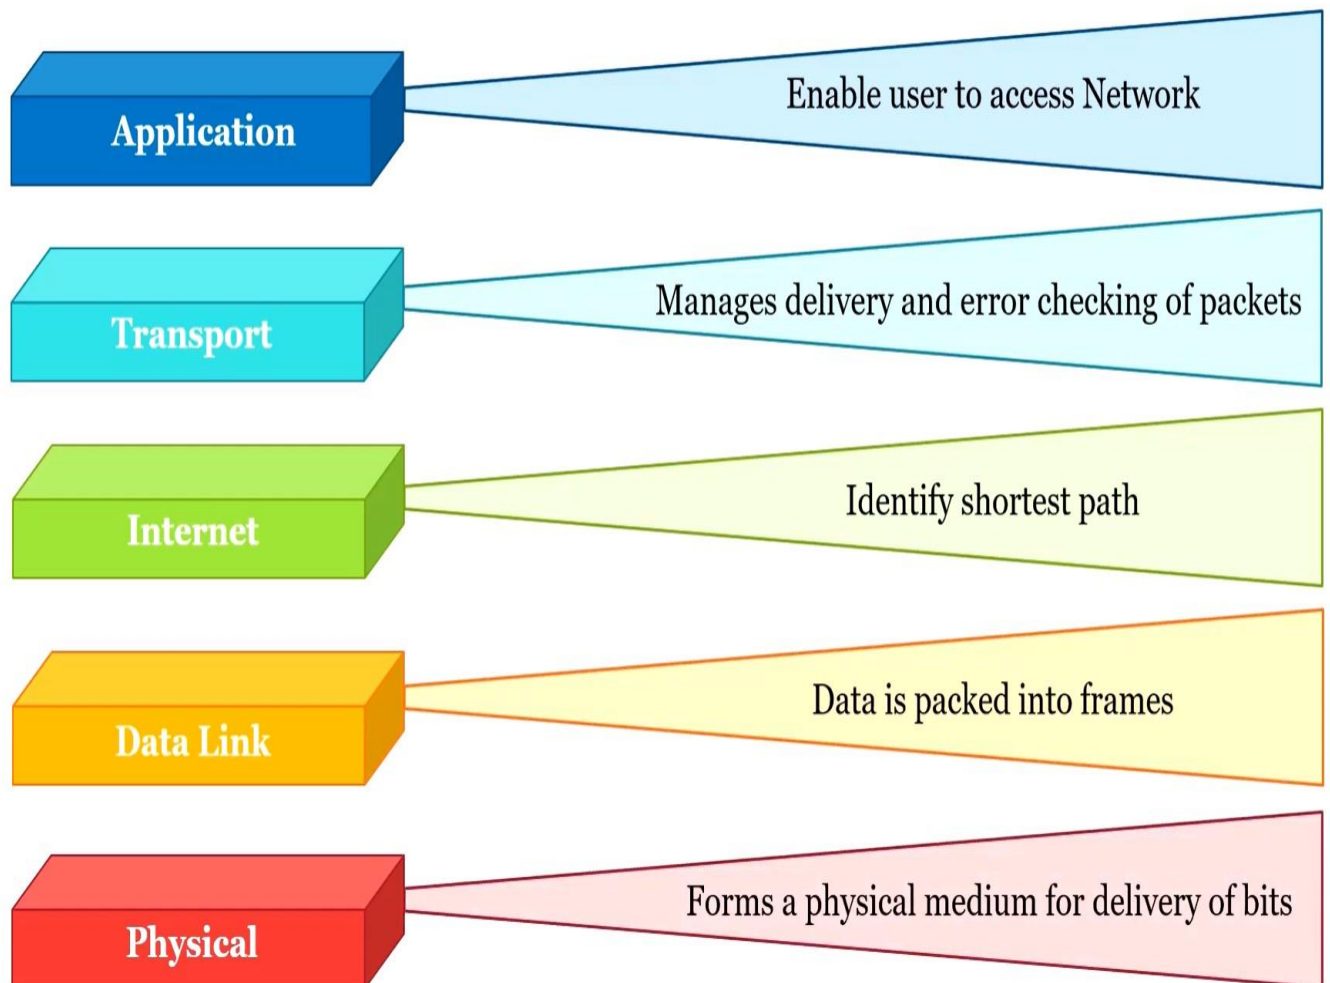 Application
Enable user to access Network
Transport
Manages delivery and error checking of packets
Internet
Identify shortest path
Data Link
Data is packed into frames
Physical
Forms a physical medium for delivery of bits